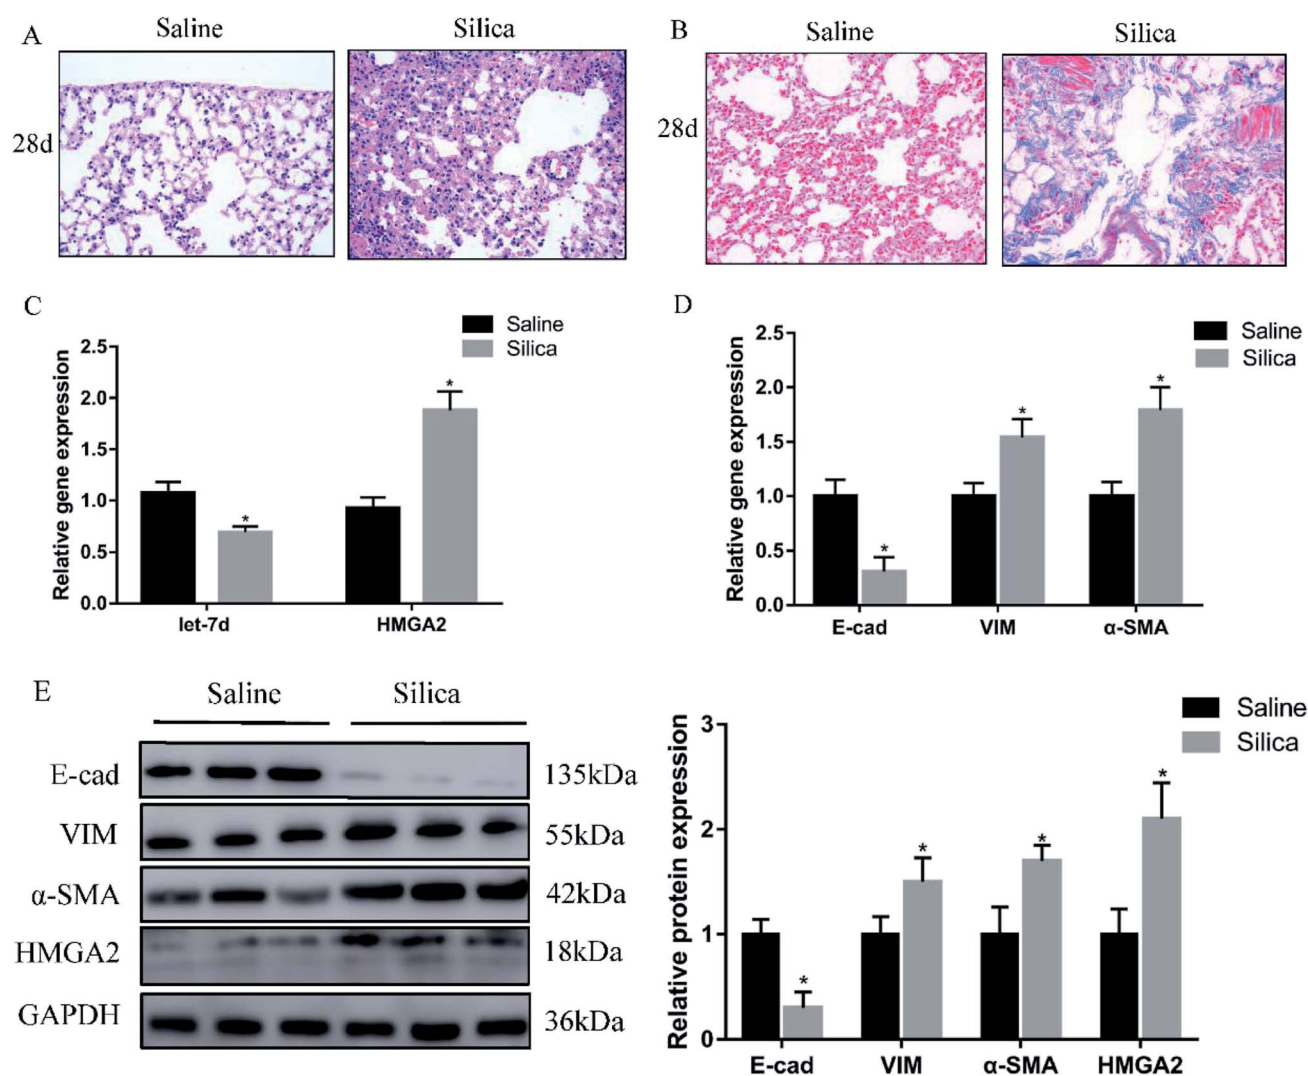 A
Saline
Silica
28d
B
Saline
Silica
28d
C
Saline
Silica
Relative gene expression
2.5
2.0
1.5
1.0
0.5
0.0
*
*
let-7d
HMGA2
D
Saline
Silica
Relative gene expression
2.5
2.0
1.5
1.0
0.5
0.0
*
*
*
E-cad
VIM
α-SMA
E
Saline
Silica
E-cad
135kDa
VIM
55kDa
α-SMA
42kDa
HMGA2
18kDa
GAPDH
36kDa
Saline
Silica
Relative protein expression
3
2
1
0
*
*
*
*
E-cad
VIM
α-SMA
HMGA2